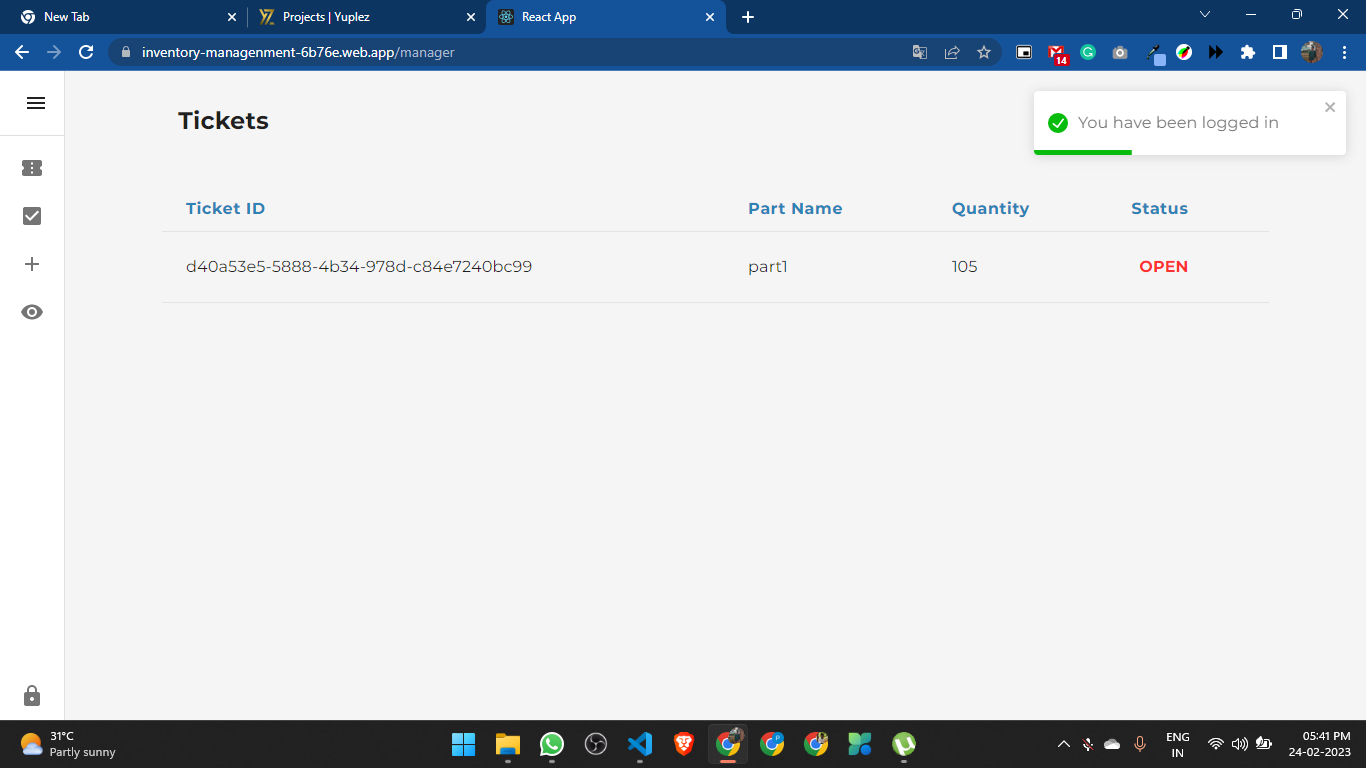 New Tab
Projects | Yuplez
React App
inventory-managenment-6b76e.web.app/manager
14
Tickets
You have been logged in
Ticket ID Part Name Quantity Status
d40a53e5-5888-4b34-978d-c84e7240bc99 part1 105 OPEN
31°C
Partly sunny
ENG
IN
05:41 PM
24-02-2023